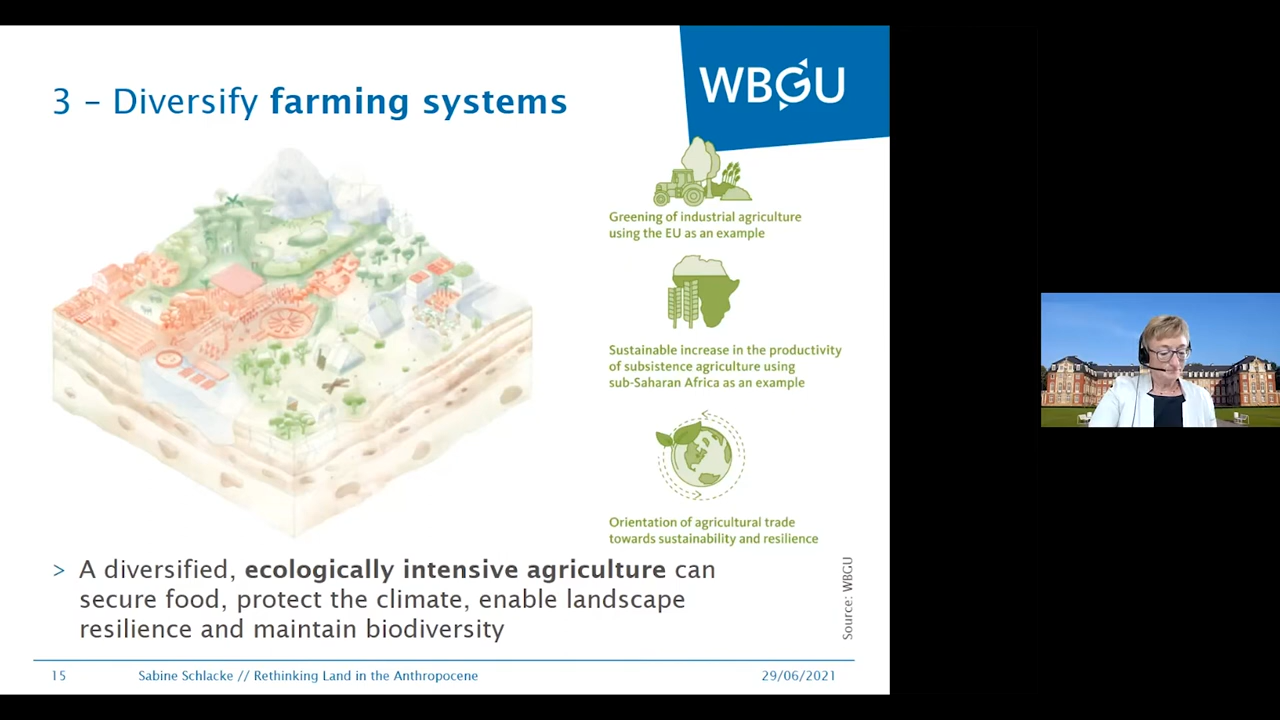 3 – Diversify farming systems
WBGU
Greening of industrial agriculture
using the EU as an example
Sustainable increase in the productivity
of subsistence agriculture using
sub-Saharan Africa as an example
Orientation of agricultural trade
towards sustainability and resilience
> A diversified, ecologically intensive agriculture can
secure food, protect the climate, enable landscape
resilience and maintain biodiversity
Source: WBGU
15 Sabine Schlacke // Rethinking Land in the Anthropocene 29/06/2021